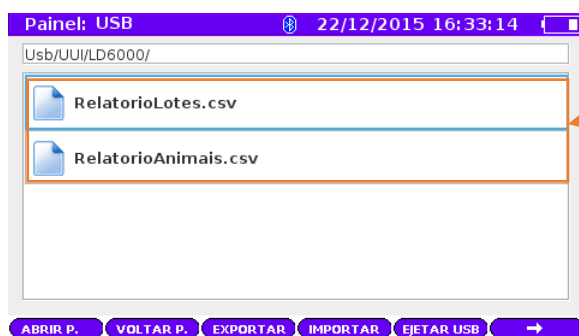 Painel: USB 22/12/2015 16:33:14
Usb/UUI/LD6000/
RelatorioLotes.csv
RelatorioAnimais.csv
ABRIR P. VOLTAR P. EXPORTAR IMPORTAR EJETAR USB →